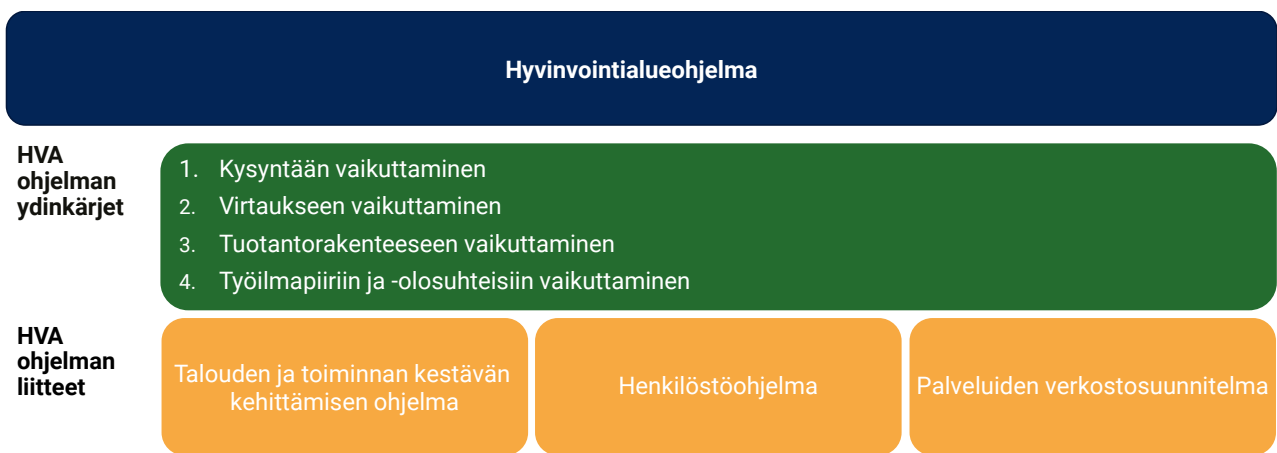 Hyvinvointialueohjelma
HVA
ohjelman
ydinkärjet
1. Kysyntään vaikuttaminen
2. Virtaukseen vaikuttaminen
3. Tuotantorakenteeseen vaikuttaminen
4. Työilmapiiriin ja -olosuhteisiin vaikuttaminen
HVA
ohjelman
liitteet
Talouden ja toiminnan kestävän
kehittämisen ohjelma
Henkilöstöohjelma
Palveluiden verkostosuunnitelma